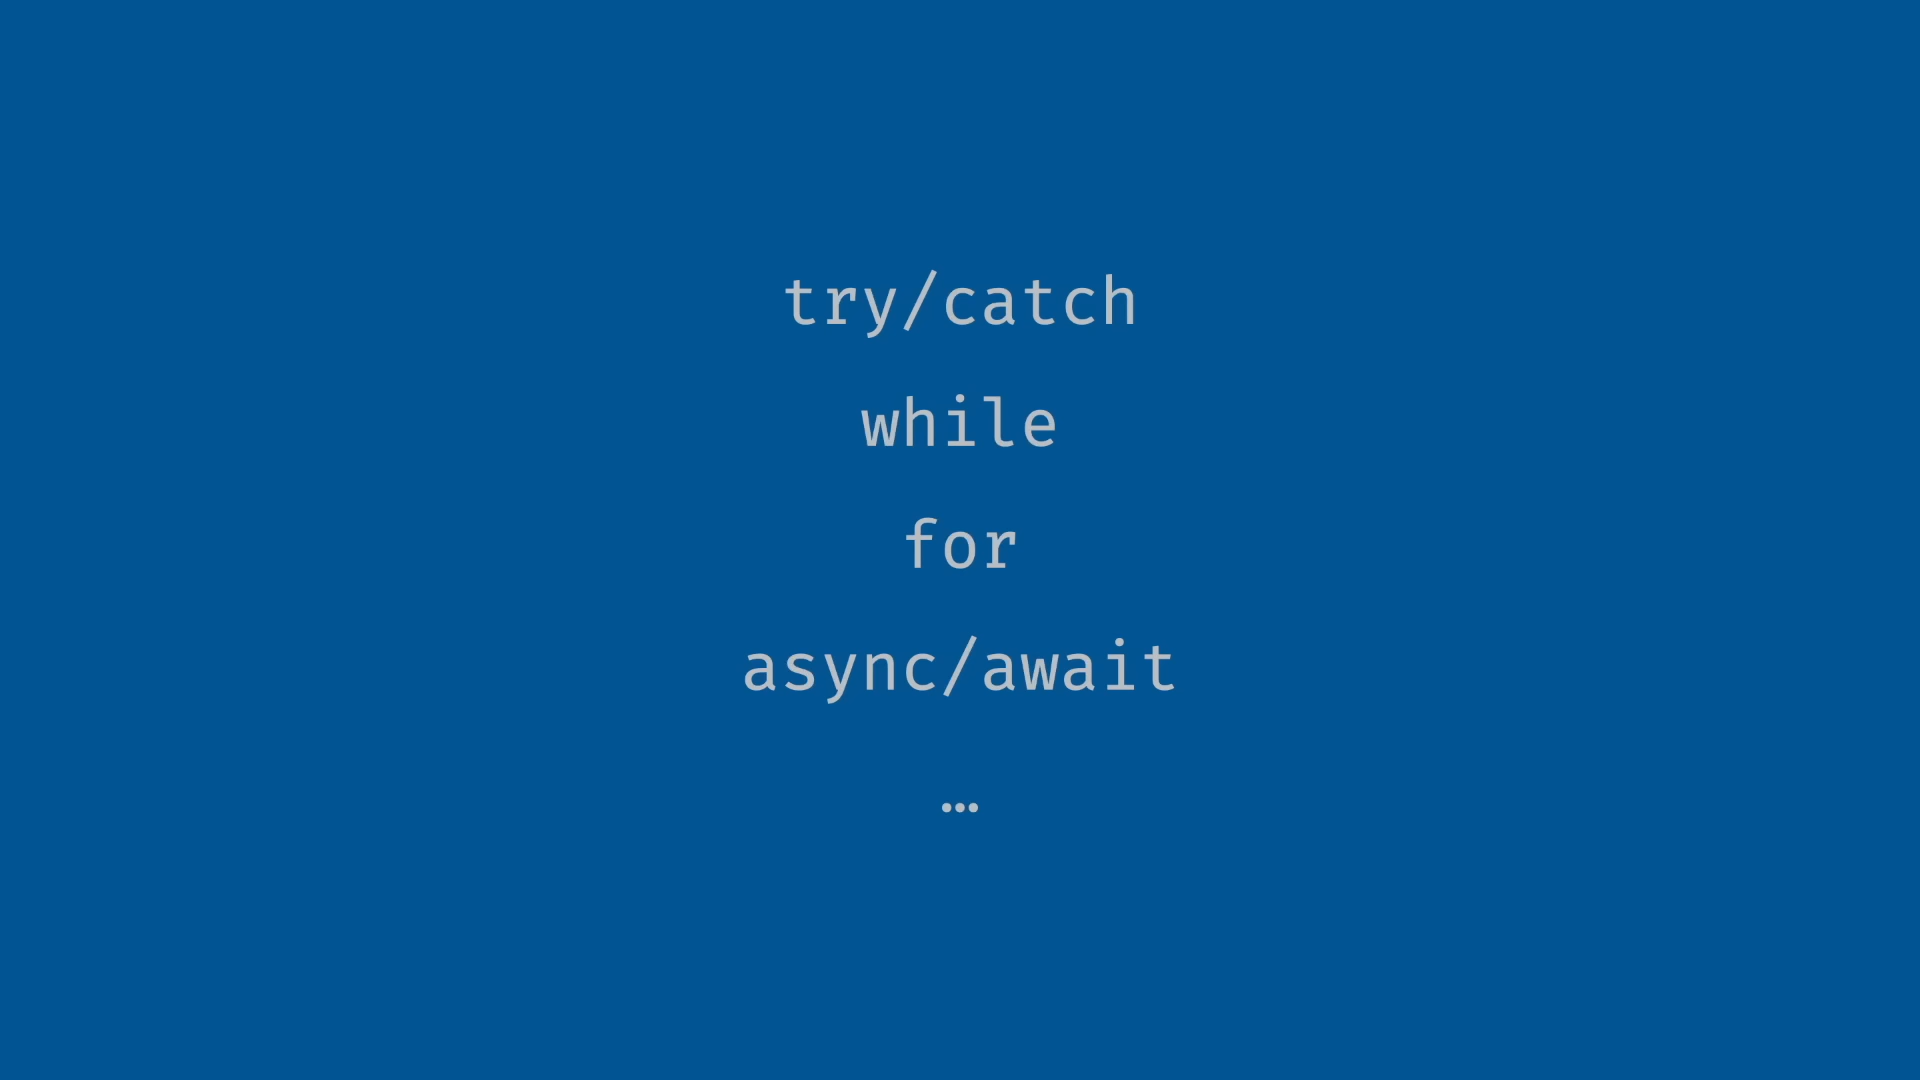 try/catch
while
for
async/await
…